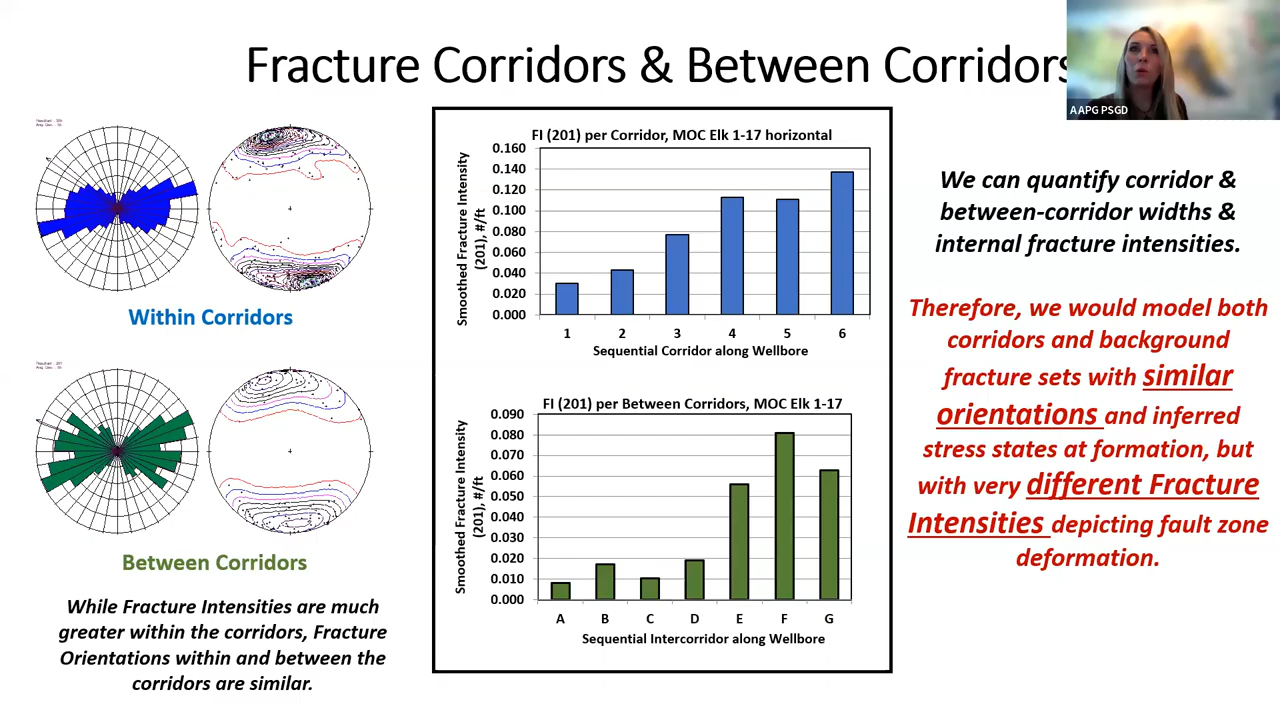 Fracture Corridors & Between Corridors
AAPG PSGD
Within Corridors
Between Corridors
While Fracture Intensities are much
greater within the corridors, Fracture
Orientations within and between the
corridors are similar.
FI (201) per Corridor, MOC Elk 1-17 horizontal
Smoothed Fracture Intensity
(201), #/ft
0.160
0.140
0.120
0.100
0.080
0.060
0.040
0.020
0.000
1 2 3 4 5 6
Sequential Corridor along Wellbore
FI (201) per Between Corridors, MOC Elk 1-17
Smoothed Fracture Intensity
(201), #/ft
0.090
0.080
0.070
0.060
0.050
0.040
0.030
0.020
0.010
0.000
A B C D E F G
Sequential Intercorridor along Wellbore
We can quantify corridor &
between-corridor widths &
internal fracture intensities.
Therefore, we would model both
corridors and background
fracture sets with similar
orientations and inferred
stress states at formation, but
with very different Fracture
Intensities depicting fault zone
deformation.